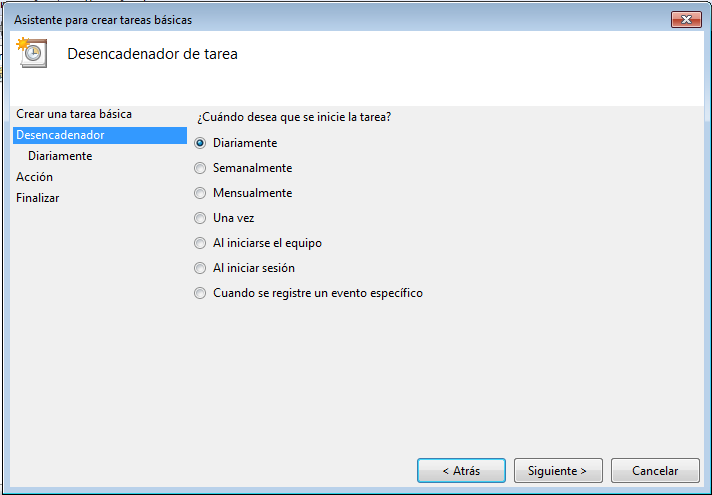 Asistente para crear tareas básicas
Desencadenador de tarea
Crear una tarea básica
Desencadenador
Diariamente
Acción
Finalizar
¿Cuándo desea que se inicie la tarea?
Diariamente
Semanalmente
Mensualmente
Una vez
Al iniciarse el equipo
Al iniciar sesión
Cuando se registre un evento específico
< Atrás
Siguiente >
Cancelar